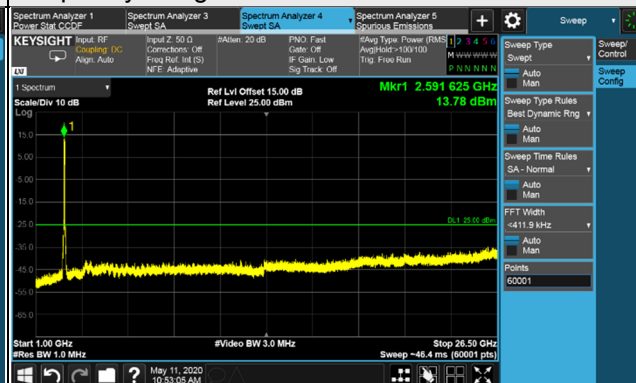 Spectrum Analyzer 1
Power Stat CCDF
Spectrum Analyzer 3
Swept SA
Spectrum Analyzer 4
Swept SA
Spectrum Analyzer 5
Spurious Emissions
Sweep
KEYSIGHT
Input: RF
Coupling: DC
Align: Auto
Input Z: 50 Ω
Corrections: Off
Freq Ref: Int (S)
NFE: Adaptive
#Atten: 20 dB
PNO: Fast
Gate: Off
IF Gain: Low
Sig Track: Off
#Avg Type: Power (RMS
Avg|Hold:>100/100
Trig: Free Run
1 2 3 4 5 6
M W W W W W
P N N N N N
LXI
1 Spectrum
Scale/Div 10 dB
Log
Ref Lvl Offset 15.00 dB
Ref Level 25.00 dBm
Mkr1 2.591 625 GHz
13.78 dBm
1
15.0
5.00
-5.00
-15.0
-25.0
-35.0
-45.0
-55.0
-65.0
DL1 -25.00 dBm
Start 1.00 GHz
#Res BW 1.0 MHz
#Video BW 3.0 MHz
Stop 26.50 GHz
Sweep ~46.4 ms (60001 pts)
May 11, 2020
10:53:05 AM
Sweep Type
Swept
Auto
Man
Sweep Type Rules
Best Dynamic Rng
Auto
Man
Sweep Time Rules
SA - Normal
Auto
Man
FFT Width
<411.9 kHz
Auto
Man
Points
60001
Sweep/
Control
Sweep
Config